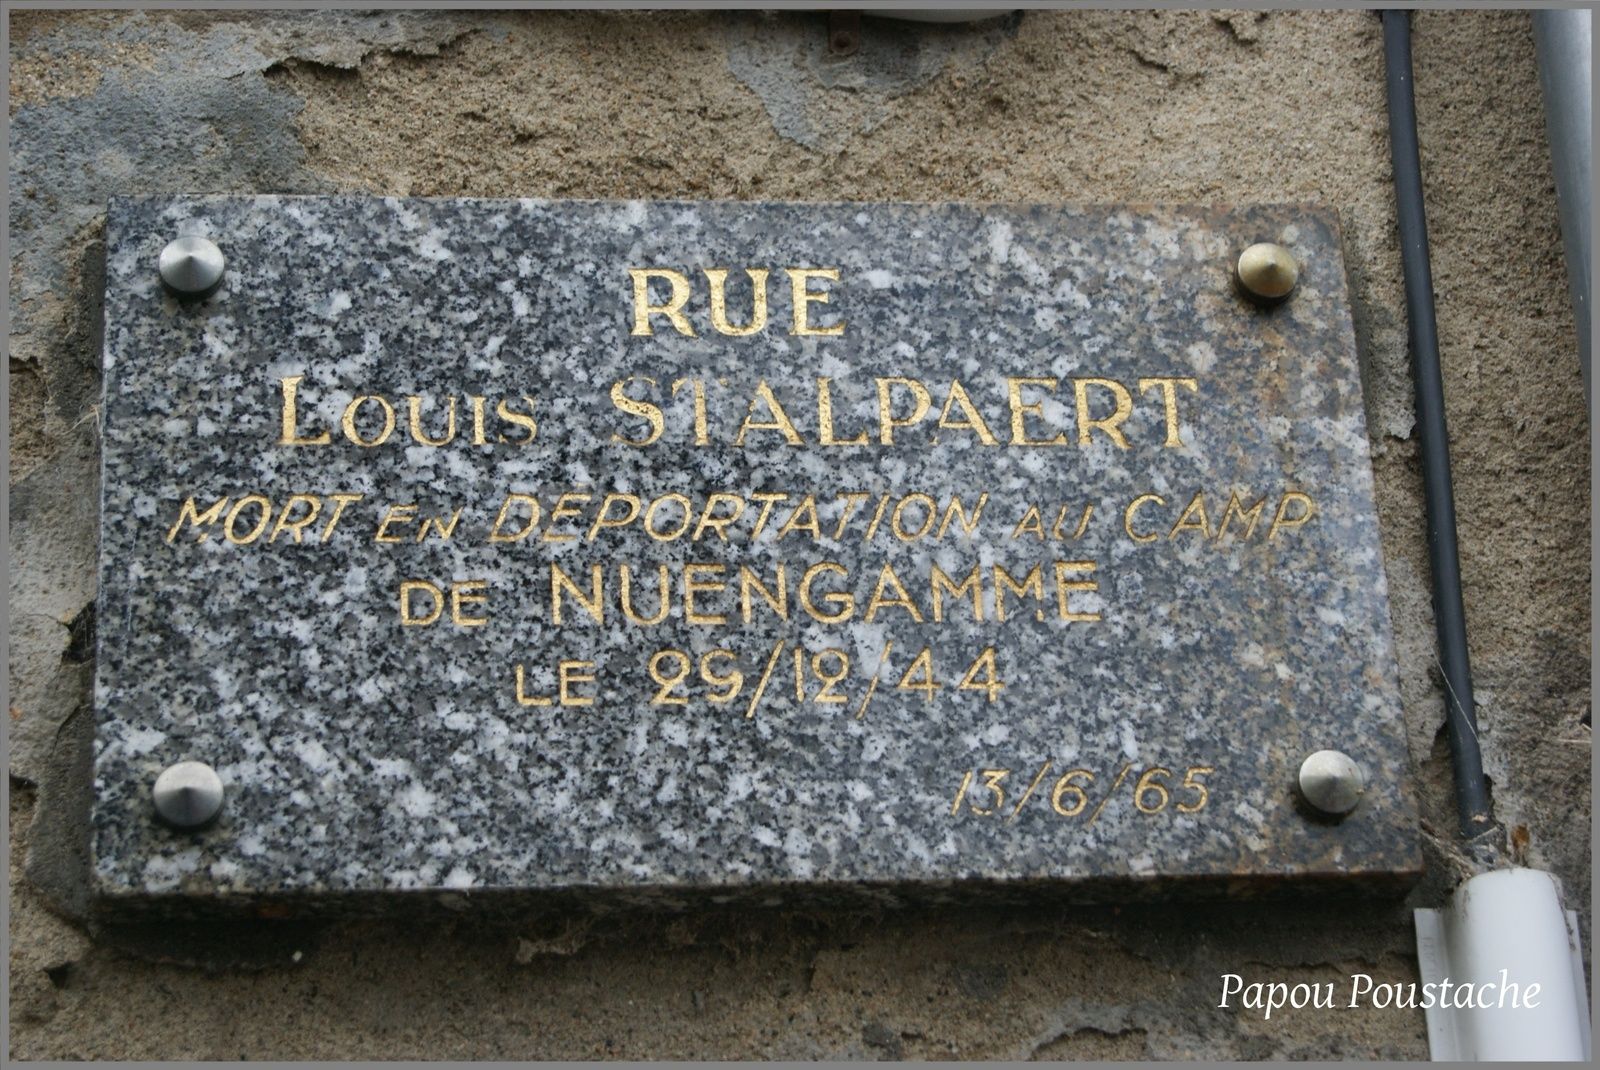 RUE
LOUIS STALPAERT
MORT EN DÉPORTATION AU CAMP
DE NUENGAMME
LE 29/12/44
13/6/65
Papou Poustache